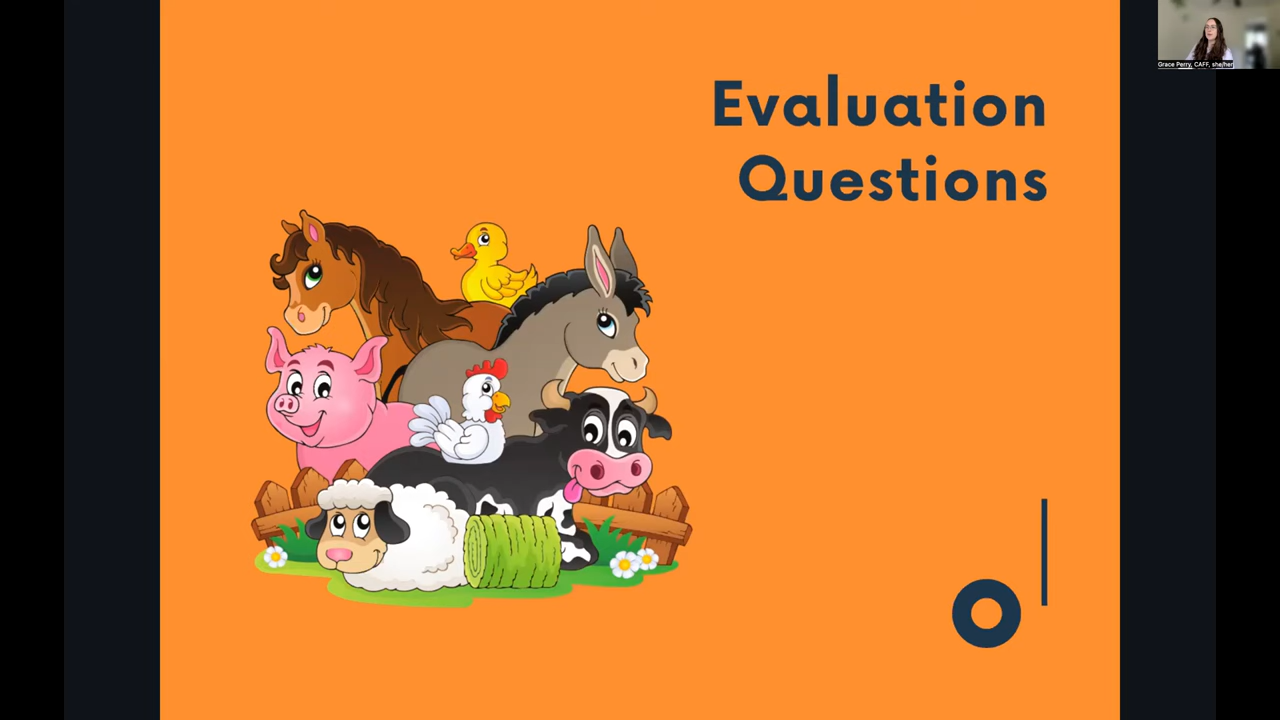 Evaluation
Questions
Grace Perry, CAFF, she/her